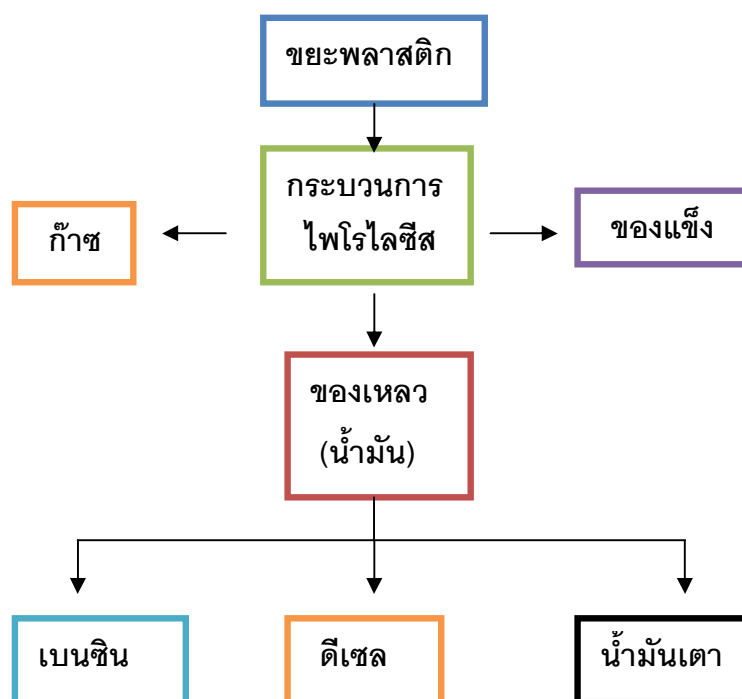 ขยะพลาสติก
กระบวนการ
ไพโรไลซีส
ก๊าซ
ของแข็ง
ของเหลว
(น้ำมัน)
เบนซิน
ดีเซล
น้ำมันเตา